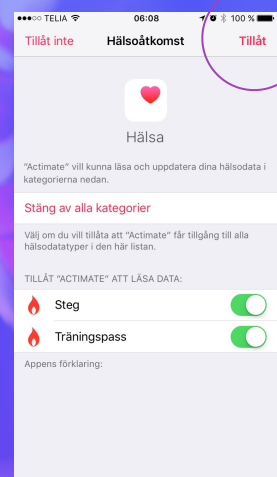 TELIA 06:08 100 %
Tillåt inte Hälsoåtkomst Tillåt
Hälsa
"Actimate" vill kunna läsa och uppdatera dina hälsodata i
kategorierna nedan.
Stäng av alla kategorier
Välj om du vill tillåta att "Actimate" får tillgång till alla
hälsodatatyper i den här listan.
TILLÅT "ACTIMATE" ATT LÄSA DATA:
Steg
Träningspass
Appens förklaring: